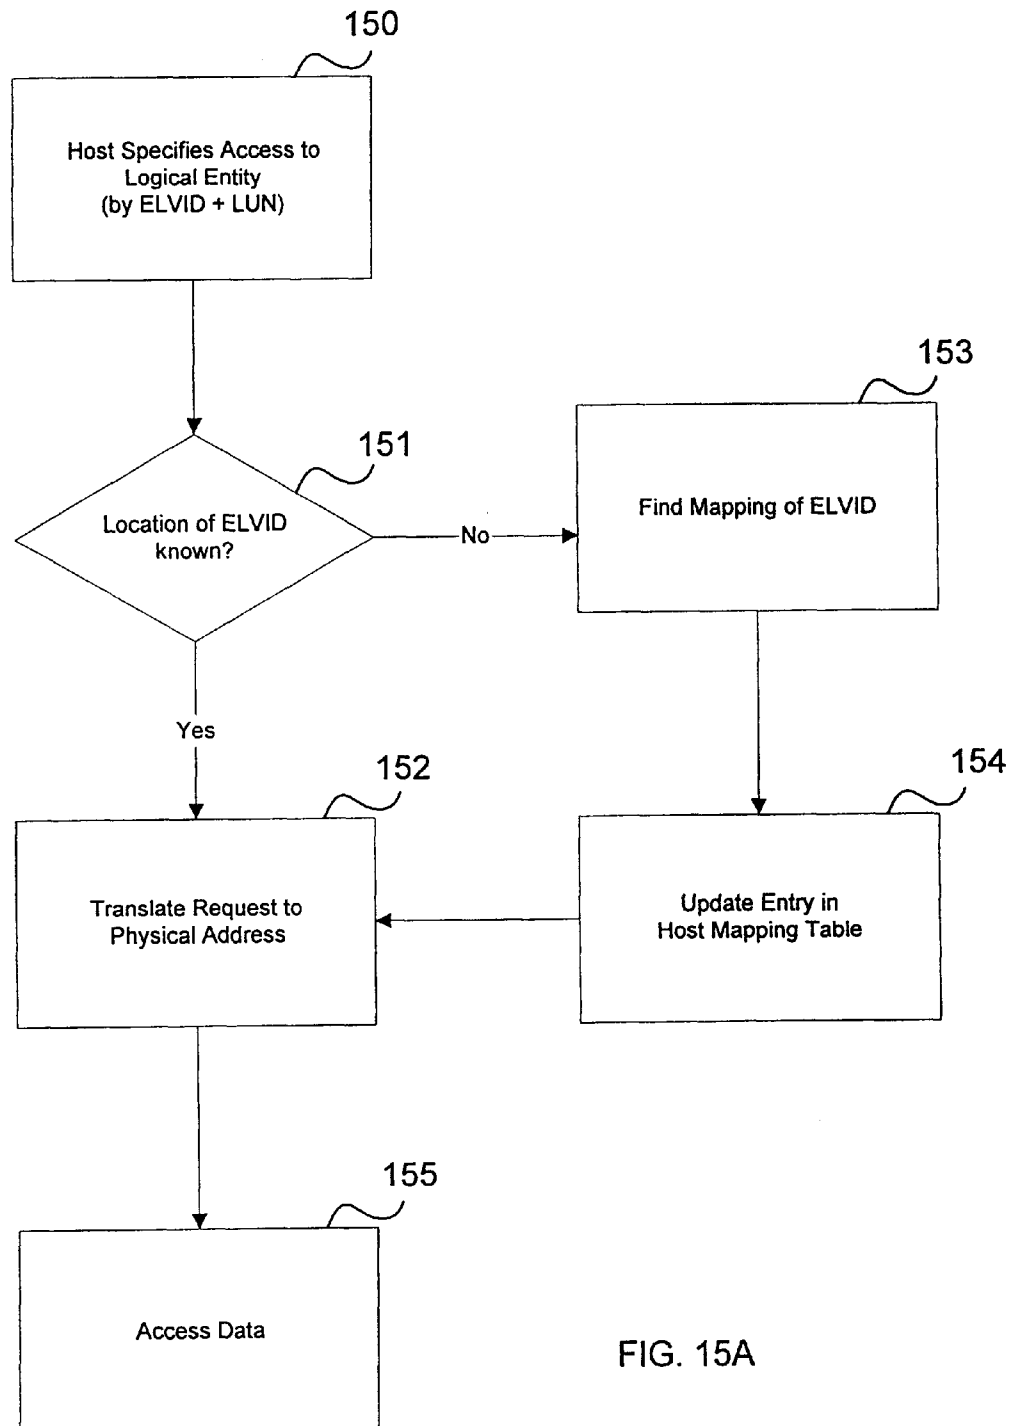 150
Host Specifies Access to
Logical Entity
(by ELVID + LUN)
151
Location of ELVID
known?
No
153
Find Mapping of ELVID
Yes
152
Translate Request to
Physical Address
154
Update Entry in
Host Mapping Table
155
Access Data
FIG. 15A